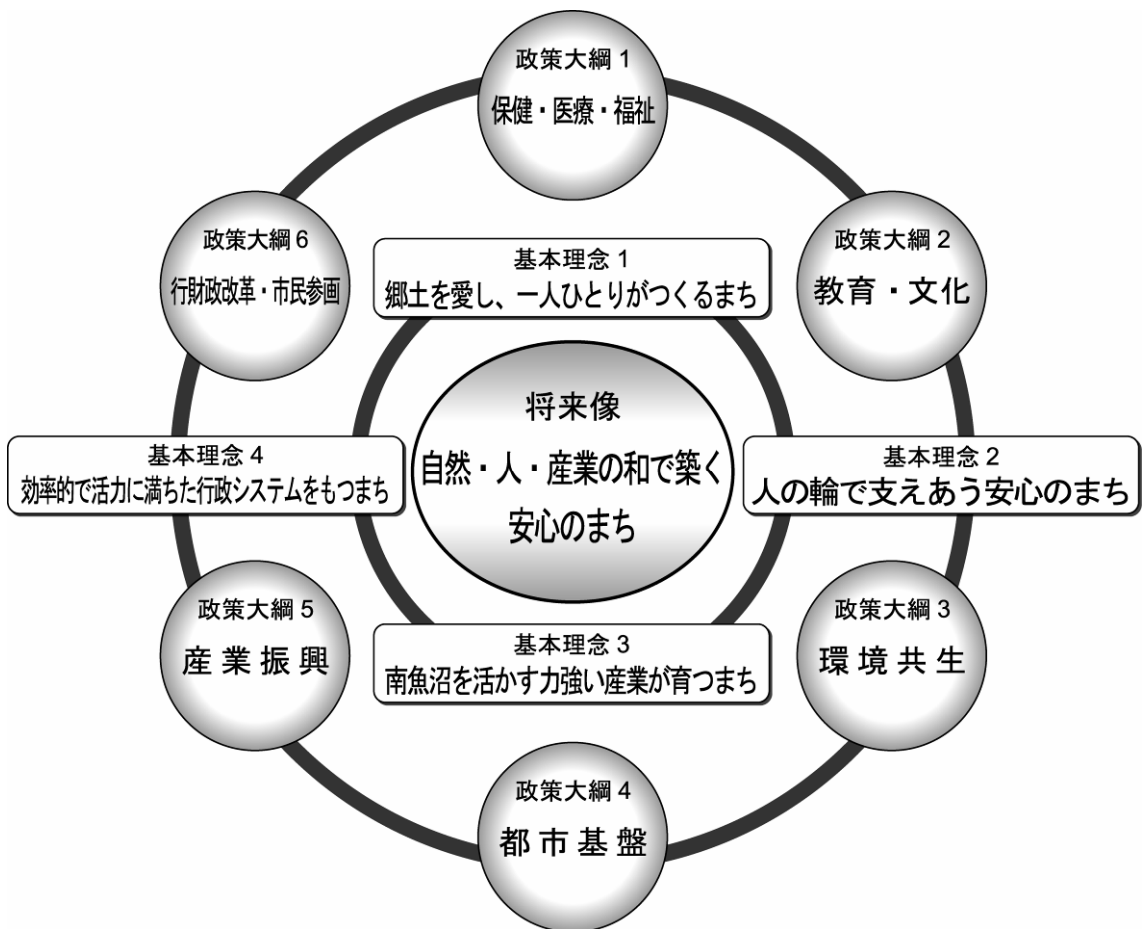 政策大綱 1
保健・医療・福祉
政策大綱 6
行財政改革・市民参画
政策大綱 2
教育・文化
基本理念 1
郷土を愛し、一人ひとりがつくるまち
将来像
自然・人・産業の和で築く
安心のまち
基本理念 4
効率的で活力に満ちた行政システムをもつまち
基本理念 2
人の輪で支えあう安心のまち
政策大綱 5
産業振興
基本理念 3
南魚沼を活かす力強い産業が育つまち
政策大綱 3
環境共生
政策大綱 4
都市基盤